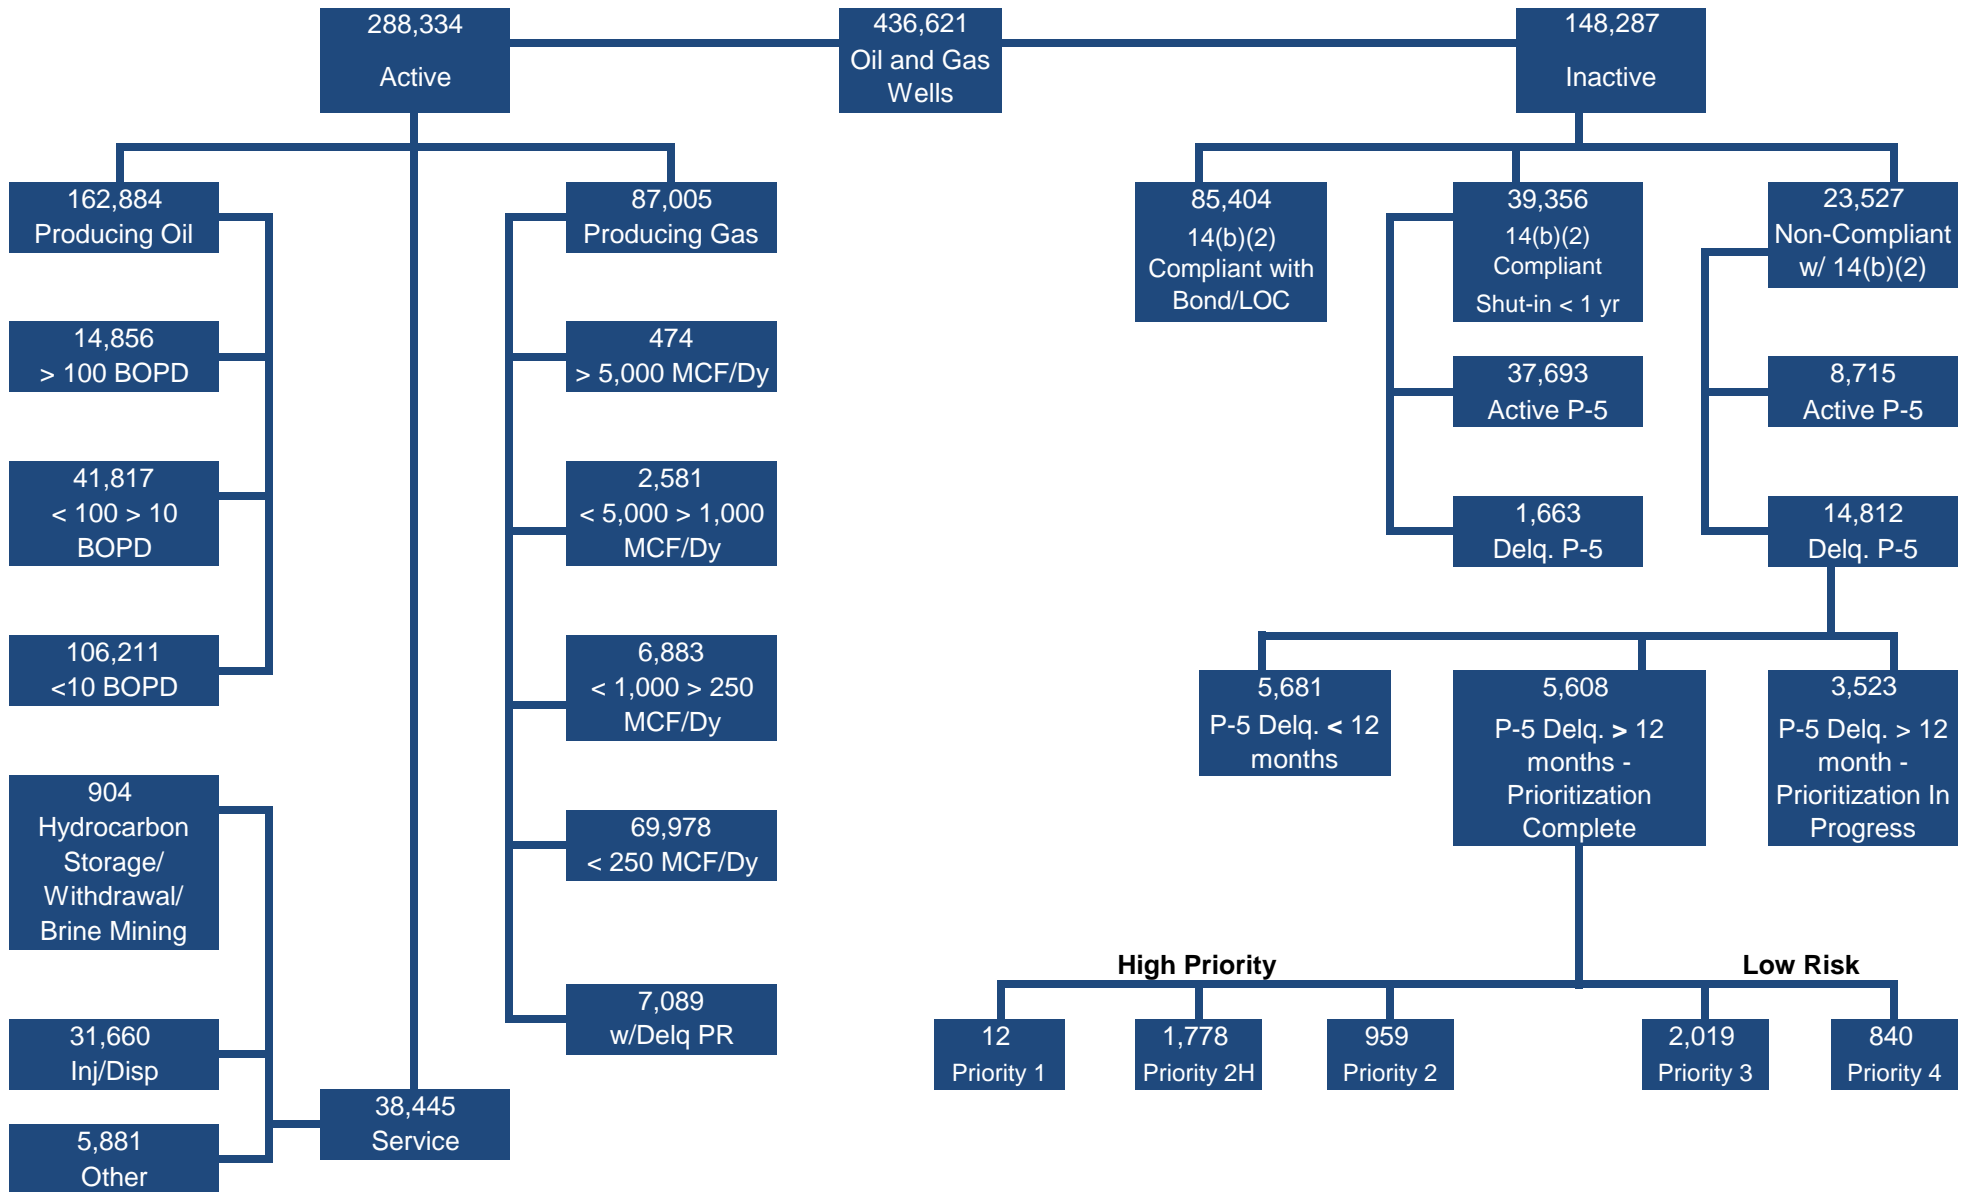 436,621
Oil and Gas
Wells
288,334
Active
162,884
Producing Oil
14,856
> 100 BOPD
41,817
< 100 > 10
BOPD
106,211
<10 BOPD
87,005
Producing Gas
474
> 5,000 MCF/Dy
2,581
< 5,000 > 1,000
MCF/Dy
6,883
< 1,000 > 250
MCF/Dy
69,978
< 250 MCF/Dy
7,089
w/Delq PR
38,445
Service
904
Hydrocarbon
Storage/
Withdrawal/
Brine Mining
31,660
Inj/Disp
5,881
Other
148,287
Inactive
85,404
14(b)(2)
Compliant with
Bond/LOC
39,356
14(b)(2)
Compliant
Shut-in < 1 yr
37,693
Active P-5
1,663
Delq. P-5
23,527
Non-Compliant
w/ 14(b)(2)
8,715
Active P-5
14,812
Delq. P-5
5,681
P-5 Delq. < 12
months
5,608
P-5 Delq. > 12
months -
Prioritization
Complete
3,523
P-5 Delq. > 12
month -
Prioritization In
Progress
High Priority
Low Risk
12
Priority 1
1,778
Priority 2H
959
Priority 2
2,019
Priority 3
840
Priority 4